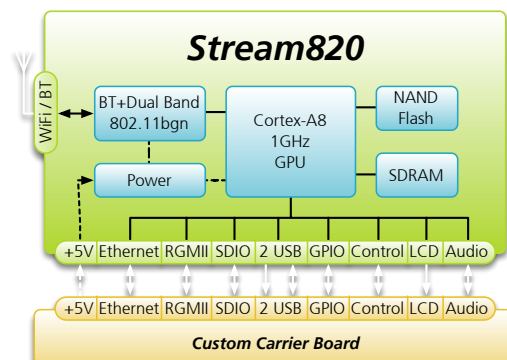 Stream820
WiFi / BT
BT+Dual Band
802.11bgn
Cortex-A8
1GHz
GPU
NAND
Flash
Power
SDRAM
+5V Ethernet RGMII SDIO 2 USB GPIO Control LCD Audio
+5V Ethernet RGMII SDIO 2 USB GPIO Control LCD Audio
Custom Carrier Board